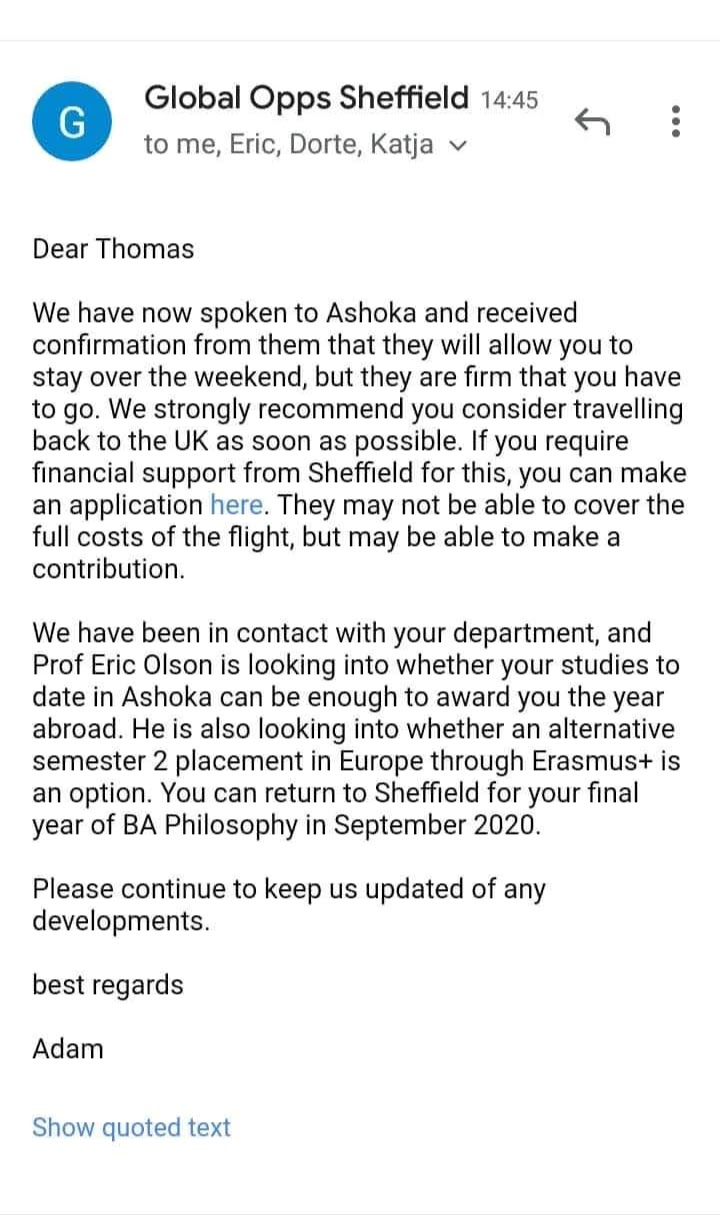 G
Global Opps Sheffield 14:45
to me, Eric, Dorte, Katja
Dear Thomas
We have now spoken to Ashoka and received
confirmation from them that they will allow you to
stay over the weekend, but they are firm that you have
to go. We strongly recommend you consider travelling
back to the UK as soon as possible. If you require
financial support from Sheffield for this, you can make
an application here. They may not be able to cover the
full costs of the flight, but may be able to make a
contribution.
We have been in contact with your department, and
Prof Eric Olson is looking into whether your studies to
date in Ashoka can be enough to award you the year
abroad. He is also looking into whether an alternative
semester 2 placement in Europe through Erasmus+ is
an option. You can return to Sheffield for your final
year of BA Philosophy in September 2020.
Please continue to keep us updated of any
developments.
best regards
Adam
Show quoted text